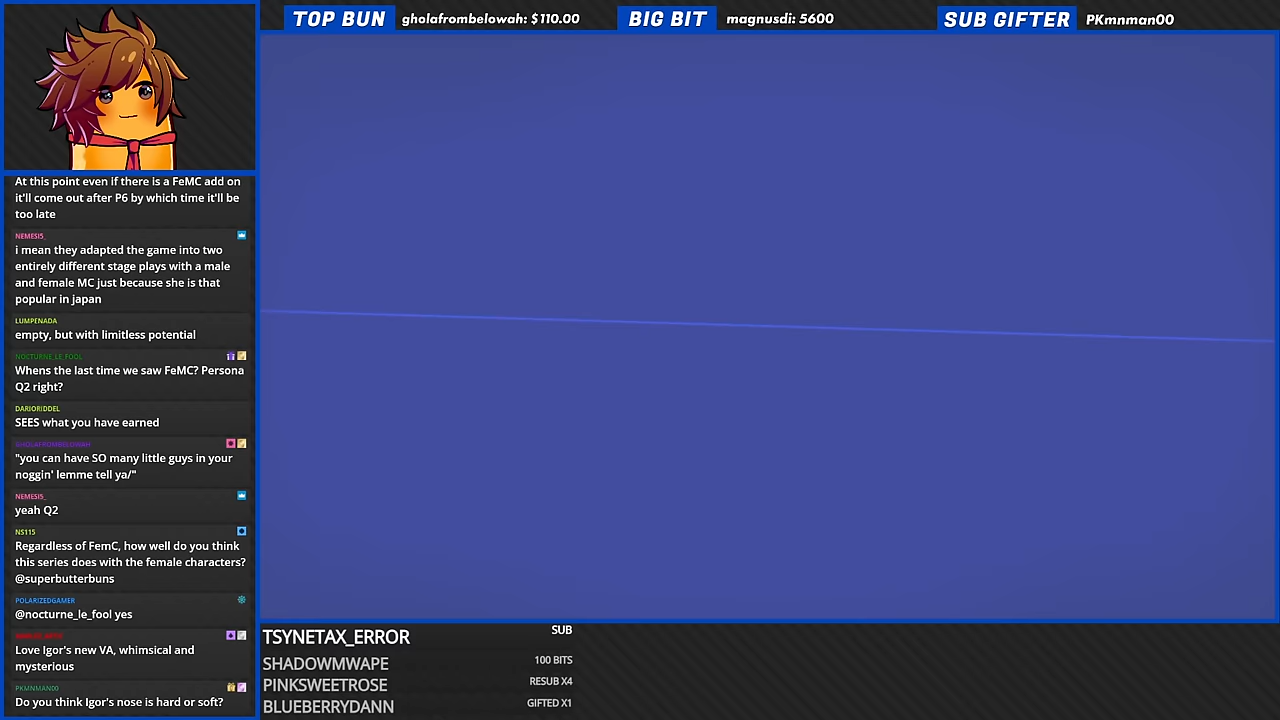 TOP BUN gholafrombelowah: $110.00 BIG BIT magnusdi: 5600 SUB GIFTER PKmnman00
At this point even if there is a FeMC add on
it'll come out after P6 by which time it'll be
too late
NEMESIS_
i mean they adapted the game into two
entirely different stage plays with a male
and female MC just because she is that
popular in japan
LUMPENADA
empty, but with limitless potential
NOCTURNE_LE_FOOL
Whens the last time we saw FeMC? Persona
Q2 right?
DARIORIDDEL
SEES what you have earned
GHOLAFROMBELOWAH
"you can have SO many little guys in your
noggin' lemme tell ya/"
NEMESIS_
yeah Q2
NS115
Regardless of FemC, how well do you think
this series does with the female characters?
@superbutterbuns
POLARIZEDGAMER
@nocturne_le_fool yes
Love Igor's new VA, whimsical and
mysterious
PKMNMAN00
Do you think Igor's nose is hard or soft?
TSYNETAX_ERROR SUB
SHADOWMWAPE 100 BITS
PINKSWEETROSE RESUB X4
BLUEBERRYDANN GIFTED X1